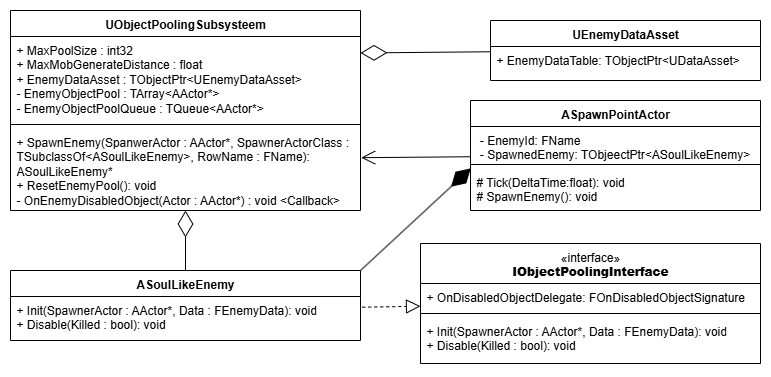 UObjectPoolingSubsysteem
+ MaxPoolSize : int32
+ MaxMobGenerateDistance : float
+ EnemyDataAsset : TObjectPtr<UEnemyDataAsset>
- EnemyObjectPool : TArray<AActor*>
- EnemyObjectPoolQueue : TQueue<AActor*>
+ SpawnEnemy(SpanwerActor : AActor*, SpawnerActorClass :
TSubclassOf<ASoulLikeEnemy>, RowName : FName):
ASoulLikeEnemy*
+ ResetEnemyPool(): void
- OnEnemyDisabledObject(Actor : AActor*) : void <Callback>
UEnemyDataAsset
+ EnemyDataTable: TObjectPtr<UDataAsset>
ASpawnPointActor
- EnemyId: FName
- SpawnedEnemy: TObjeectPtr<ASoulLikeEnemy>
# Tick(DeltaTime:float): void
# SpawnEnemy(): void
ASoulLikeEnemy
+ Init(SpawnerActor : AActor*, Data : FEnemyData): void
+ Disable(Killed : bool): void
«interface»
IObjectPoolingInterface
+ OnDisabledObjectDelegate: FOnDisabledObjectSignature
+ Init(SpawnerActor : AActor*, Data : FEnemyData): void
+ Disable(Killed : bool): void